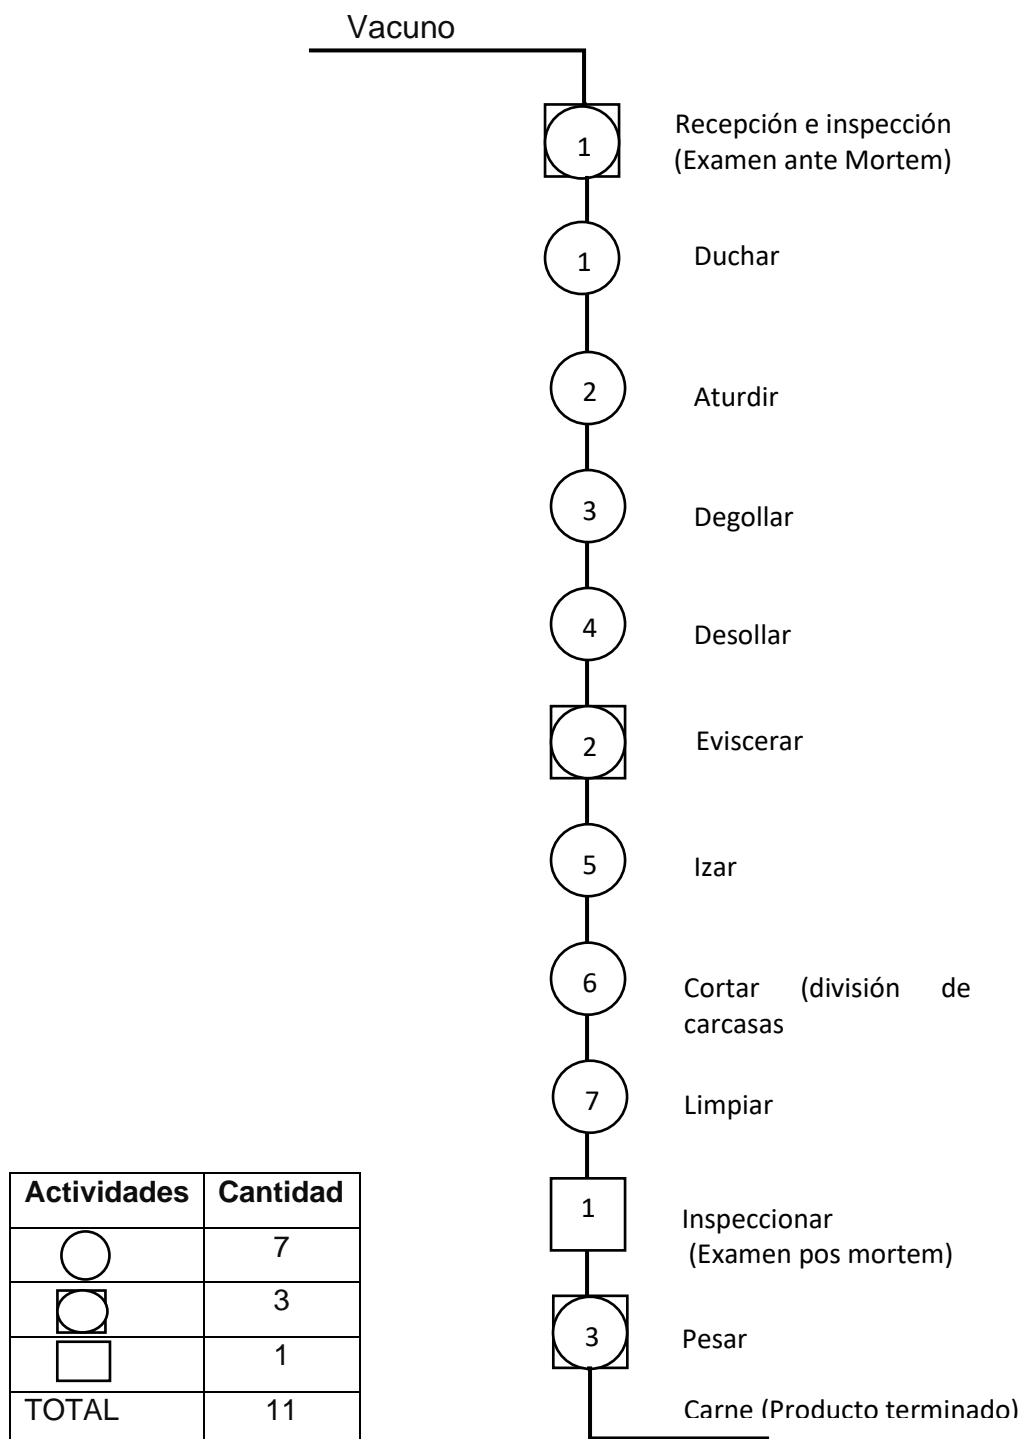 Vacuno
1
Recepción e inspección
(Examen ante Mortem)
1
Duchar
2
Aturdir
3
Degollar
4
Desollar
2
Eviscerar
5
Izar
6
Cortar (división de
carcasas
7
Limpiar
1
Inspeccionar
(Examen pos mortem)
3
Pesar
Carne (Producto terminado)
Actividades Cantidad
7
3
1
TOTAL 11